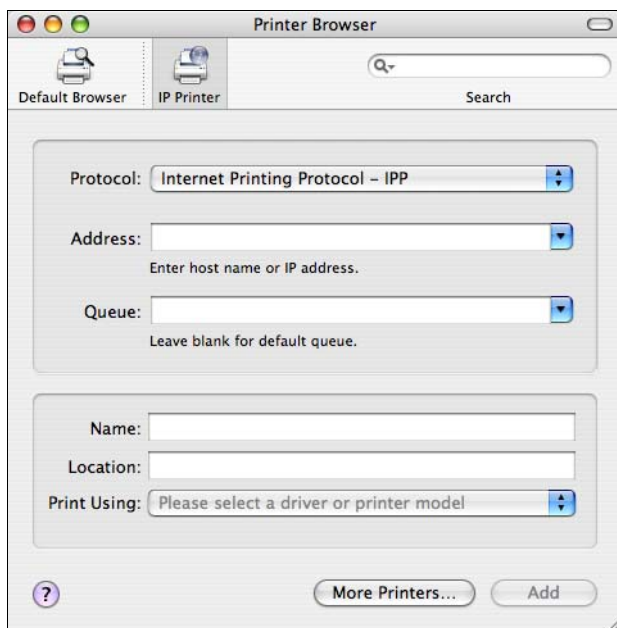 Printer Browser
Default Browser
IP Printer
Search
Protocol: Internet Printing Protocol – IPP
Address:
Enter host name or IP address.
Queue:
Leave blank for default queue.
Name:
Location:
Print Using: Please select a driver or printer model
? More Printers... Add